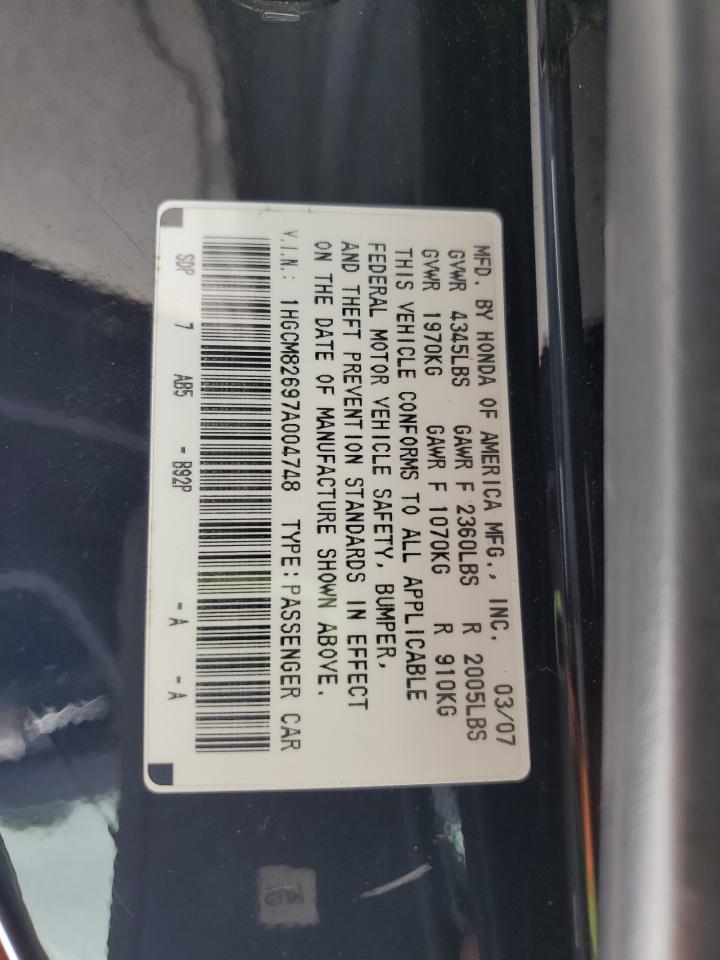 MFD. BY HONDA OF AMERICA MFG., INC. 03/07
GVWR 4345LBS GAWR F 2360LBS R 2005LBS
GVWR 1970KG GAWR F 1070KG R 910KG
THIS VEHICLE CONFORMS TO ALL APPLICABLE
FEDERAL MOTOR VEHICLE SAFETY, BUMPER,
AND THEFT PREVENTION STANDARDS IN EFFECT
ON THE DATE OF MANUFACTURE SHOWN ABOVE.
V.I.N.: 1HGCM82697A004748 TYPE: PASSENGER CAR
SDP 7 AB5 - B92P - A - A